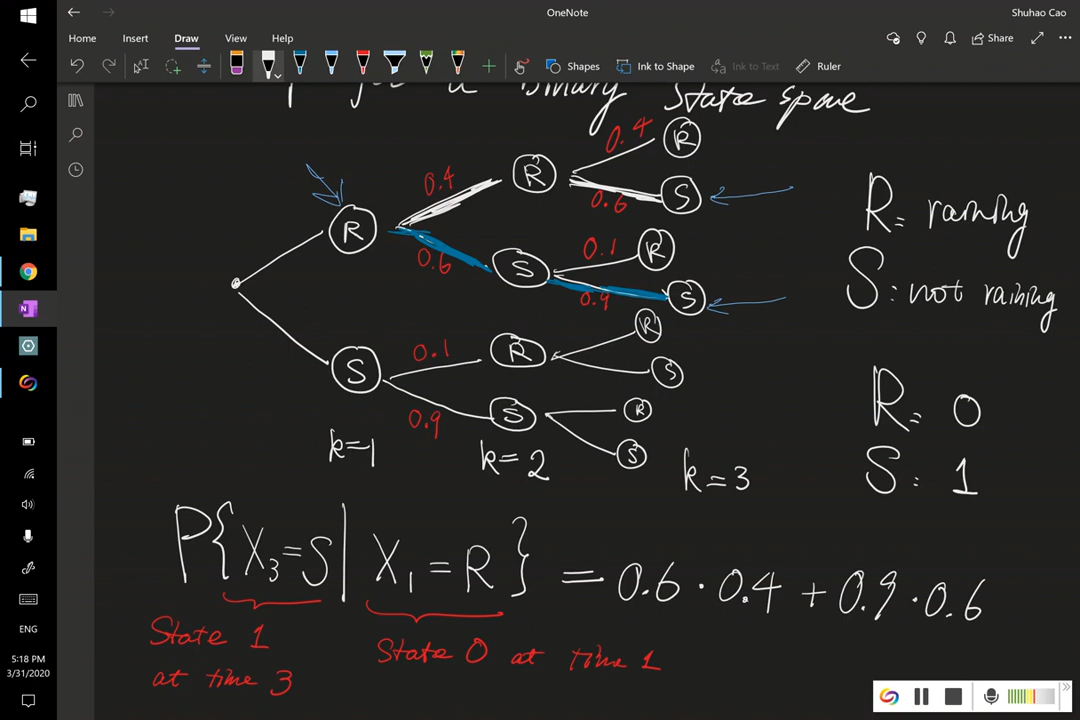 OneNote
Shuhao Cao
Home Insert Draw View Help
Share
Shapes
Ink to Shape
Ink to Text
Ruler
a Binary State space
0.4
R
0.4
R
0.6
S
R
0.6
S
0.1
R
0.9
S
R
S
0.1
R
S
0.9
S
R
S
k=1
k=2
k=3
R= raining
S: not raining
R= 0
S: 1
P{X₃=S | X₁=R} = 0.6 · 0.4 + 0.9 · 0.6
State 1
at time 3
State 0 at time 1
ENG
5:18 PM
3/31/2020